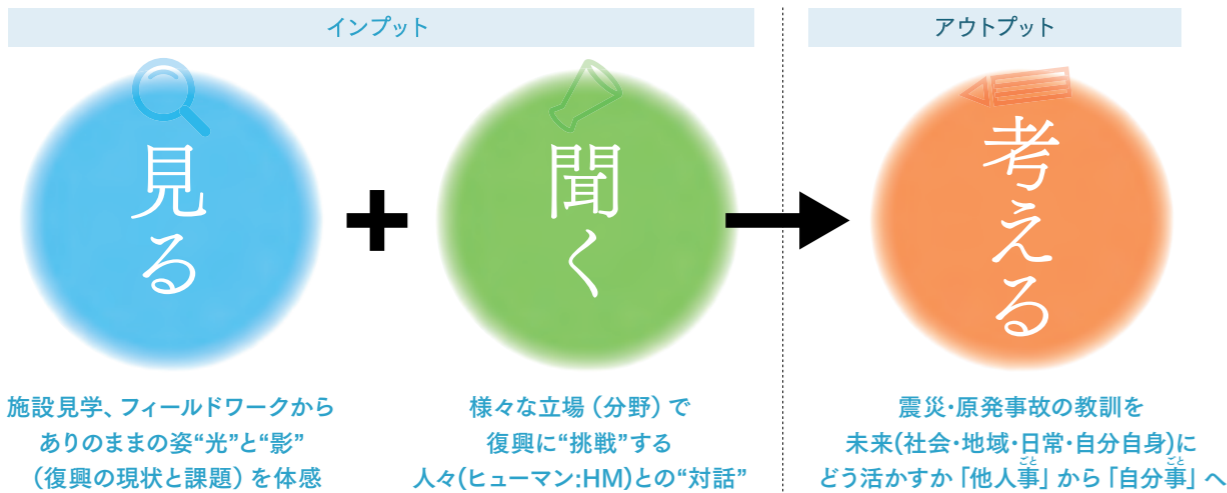 インプット
アウトプット
見る
聞く
考える
施設見学、フィールドワークから
ありのままの姿“光”と“影”
（復興の現状と課題）を体感
様々な立場（分野）で
復興に“挑戦”する
人々(ヒューマン:HM)との“対話”
震災・原発事故の教訓を
未来(社会・地域・日常・自分自身)に
ごと
ごと
どう活かすか「他人事」から「自分事」へ